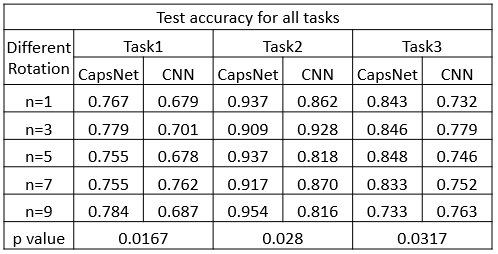 Test accuracy for all tasks
Different Rotation Task1 Task2 Task3
CapsNet CNN CapsNet CNN CapsNet CNN
n=1 0.767 0.679 0.937 0.862 0.843 0.732
n=3 0.779 0.701 0.909 0.928 0.846 0.779
n=5 0.755 0.678 0.937 0.818 0.848 0.746
n=7 0.755 0.762 0.917 0.870 0.833 0.752
n=9 0.784 0.687 0.954 0.816 0.733 0.763
p value 0.0167 0.028 0.0317